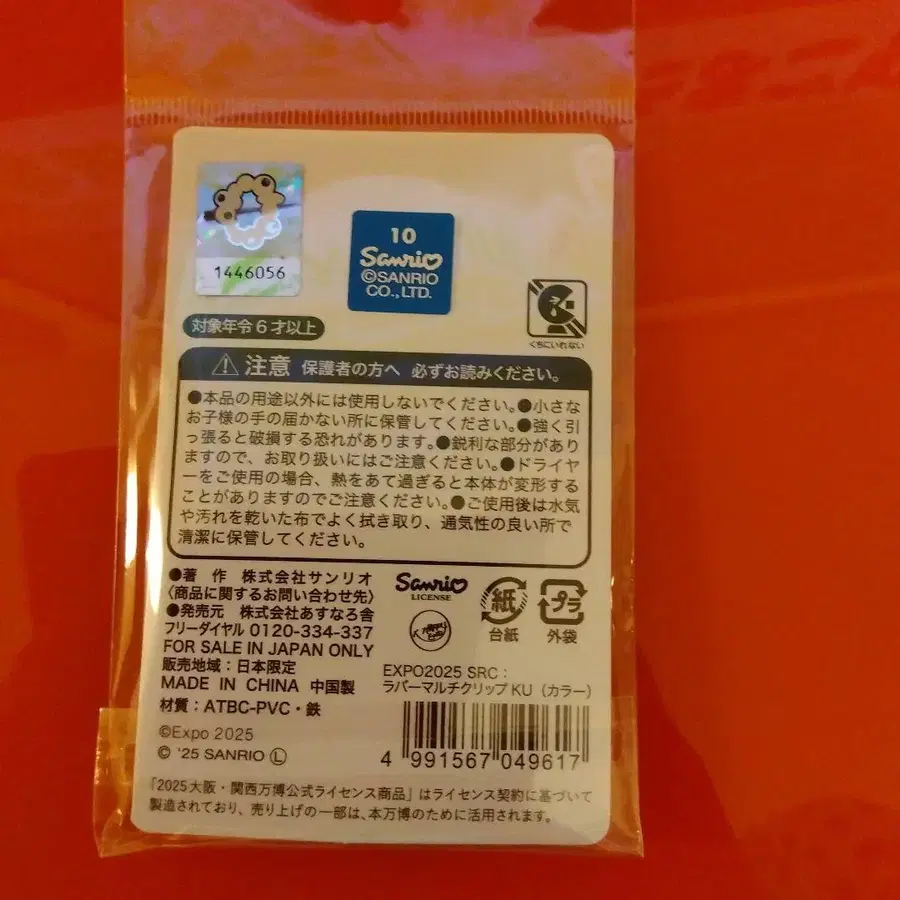 1446056
10
Sanrio
©SANRIO
CO.,LTD.
くちにいれない
対象年令6才以上
注意 保護者の方へ 必ずお読みください。
●本品の用途以外には使用しないでください。●小さな
お子様の手の届かない所に保管してください。●強く引
っ張ると破損する恐れがあります。●鋭利な部分があり
ますので、お取り扱いにはご注意ください。●ドライヤ
ーをご使用の場合、熱をあて過ぎると本体が変形する
ことがありますのでご注意ください。●ご使用後は水気
や汚れを乾いた布でよく拭き取り、通気性の良い所で
清潔に保管してください。
●著 作 株式会社サンリオ
〈商品に関するお問い合わせ先〉
●発売元 株式会社あすなろ舎
フリーダイヤル 0120-334-337
FOR SALE IN JAPAN ONLY
販売地域：日本限定
MADE IN CHINA 中国製
材質：ATBC-PVC・鉄
©Expo 2025
© '25 SANRIO Ⓛ
Sanrio
LICENSE
紙
台紙
プラ
外袋
EXPO2025 SRC：
ラバーマルチクリップ KU（カラー）
4 991567 049617
「2025大阪・関西万博公式ライセンス商品」はライセンス契約に基づいて
製造されており、売り上げの一部は、本万博のために活用されます。